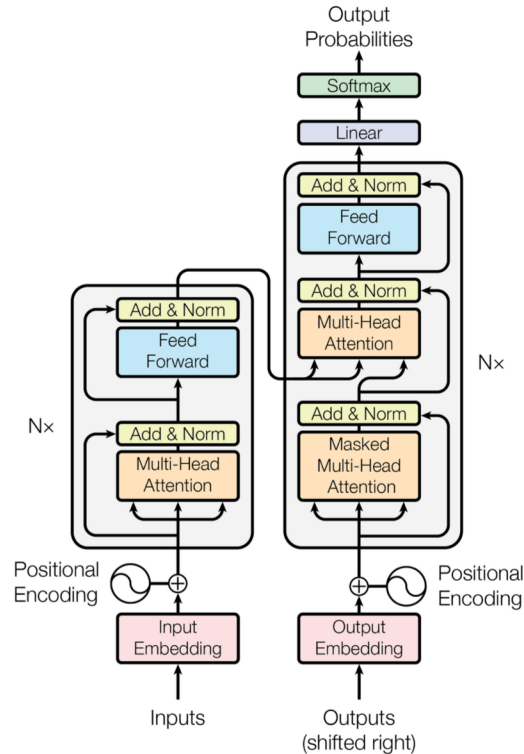 Output
Probabilities
Softmax
Linear
Add & Norm
Feed
Forward
Add & Norm
Multi-Head
Attention
Add & Norm
Masked
Multi-Head
Attention
N×
Add & Norm
Feed
Forward
N×
Add & Norm
Multi-Head
Attention
Positional
Encoding
Positional
Encoding
Input
Embedding
Output
Embedding
Inputs
Outputs
(shifted right)